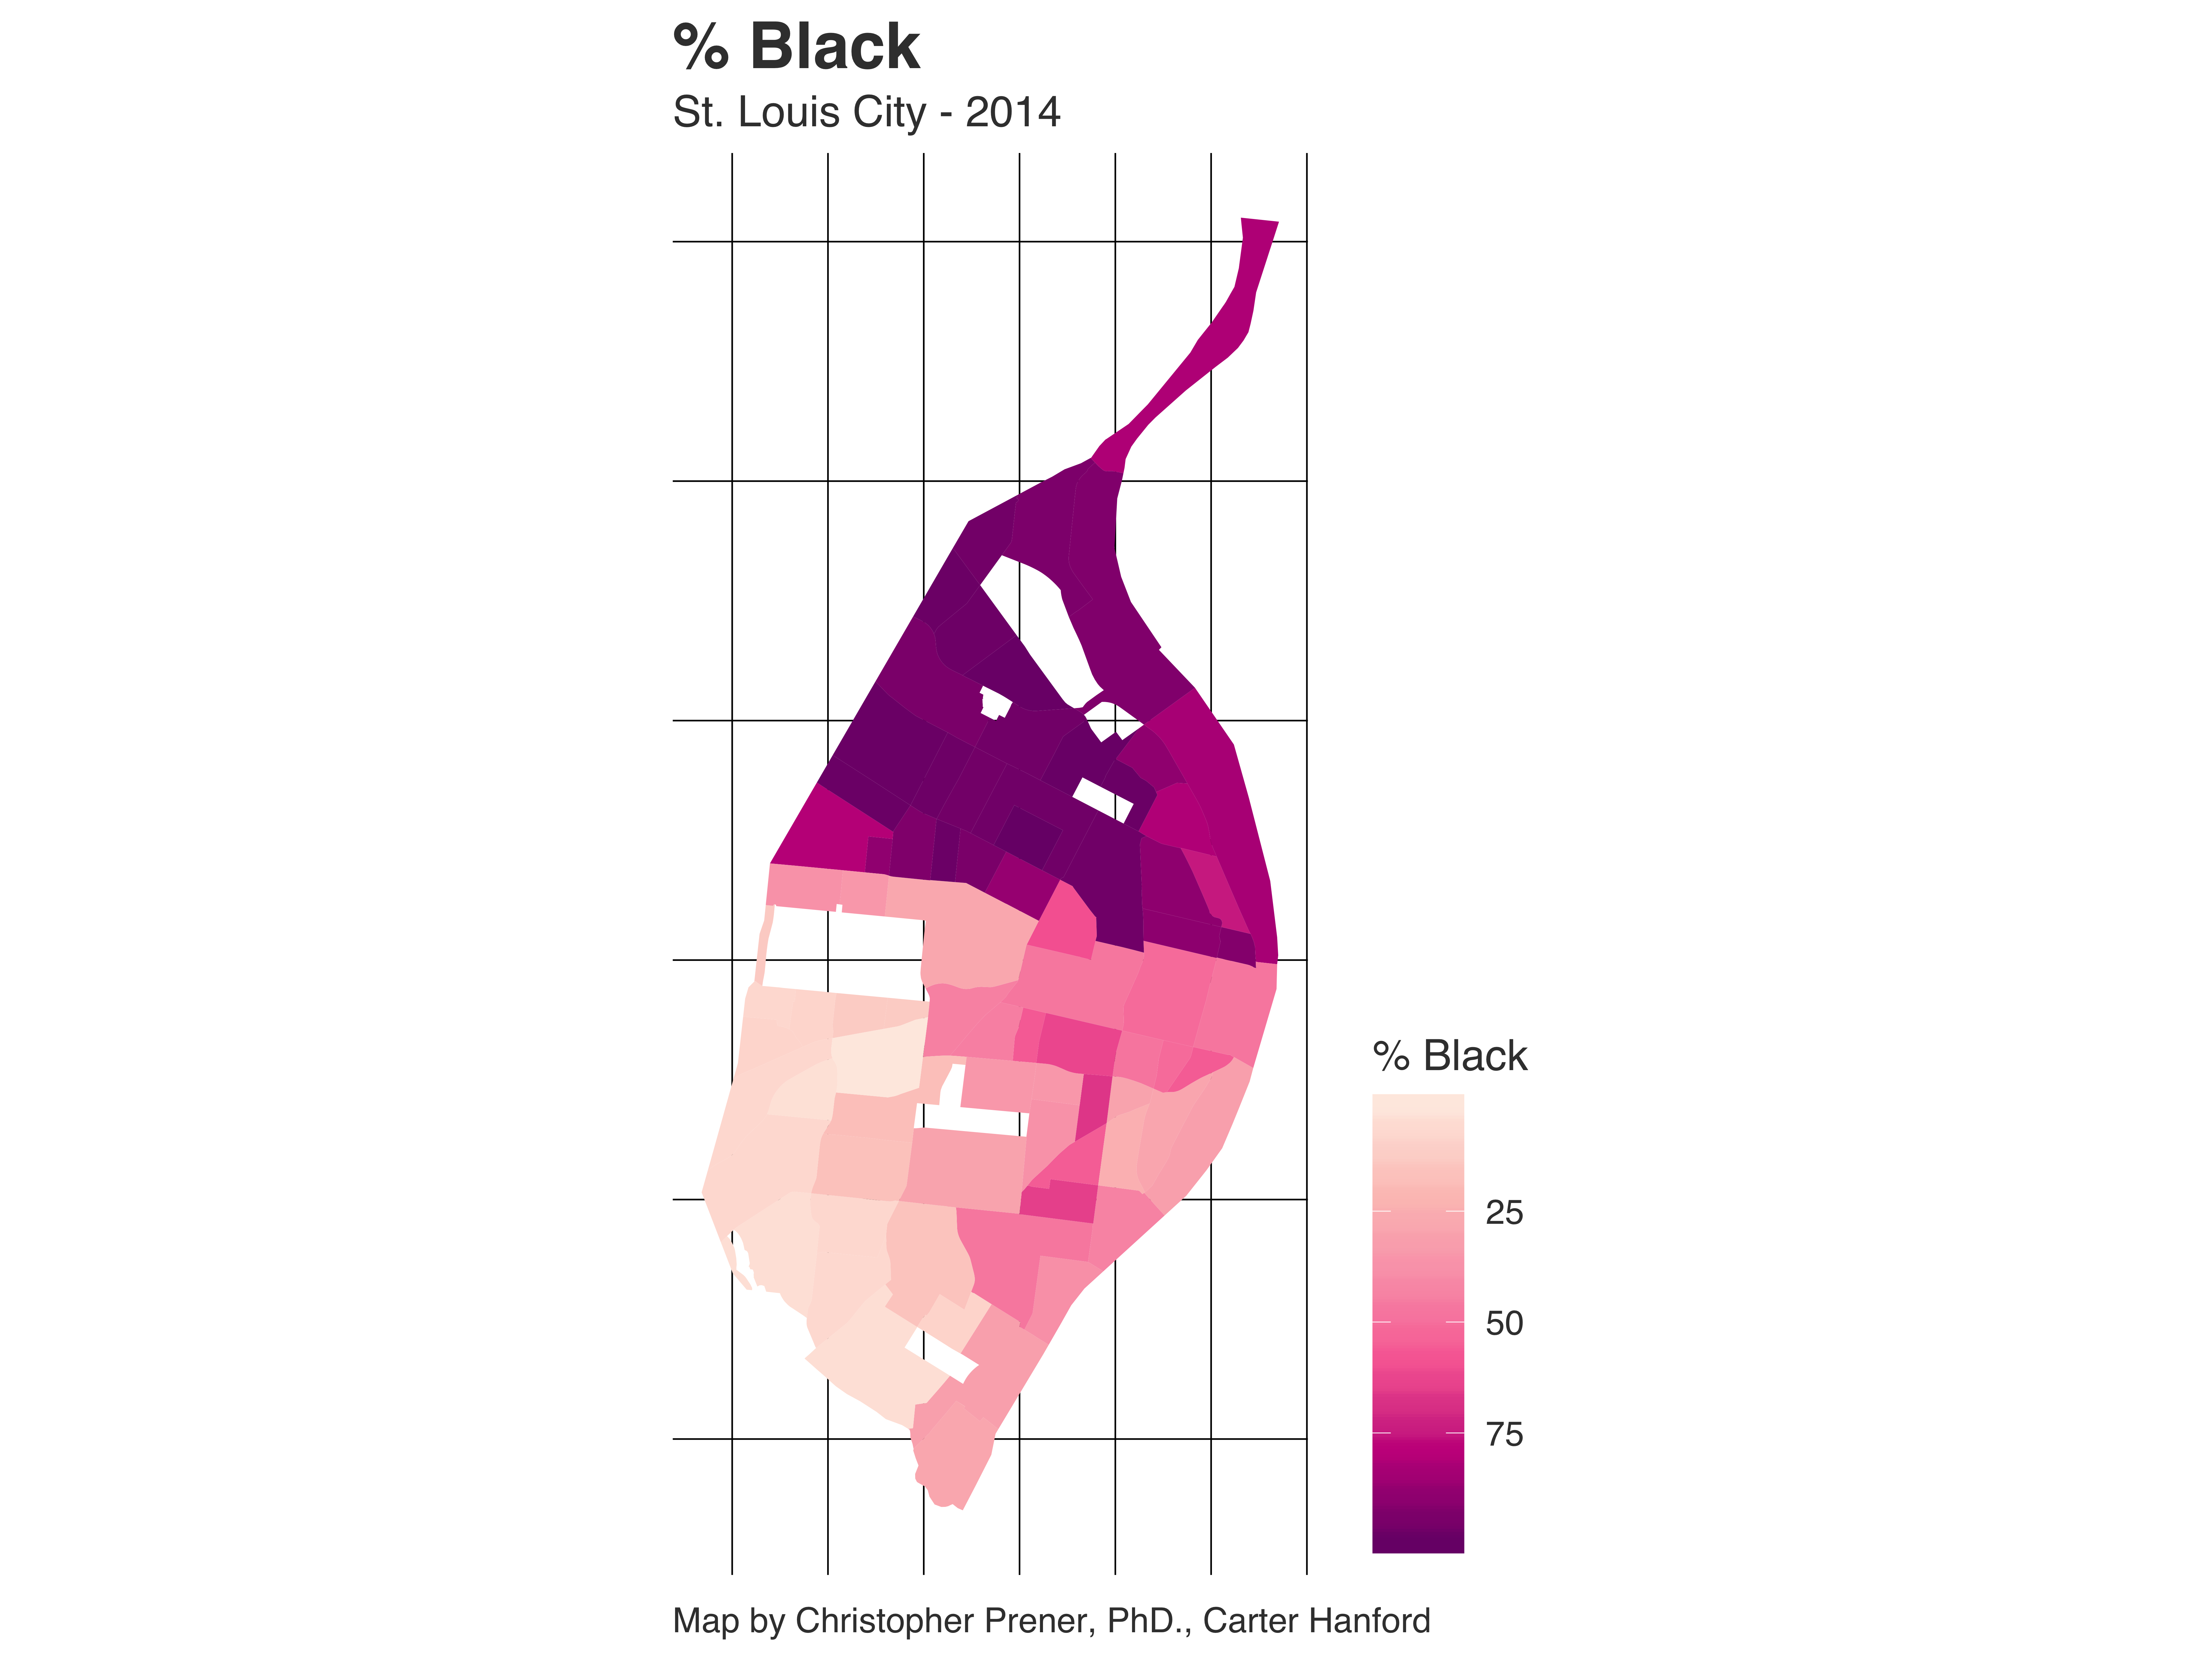 % Black
St. Louis City - 2014
% Black
25
50
75
Map by Christopher Prener, PhD., Carter Hanford